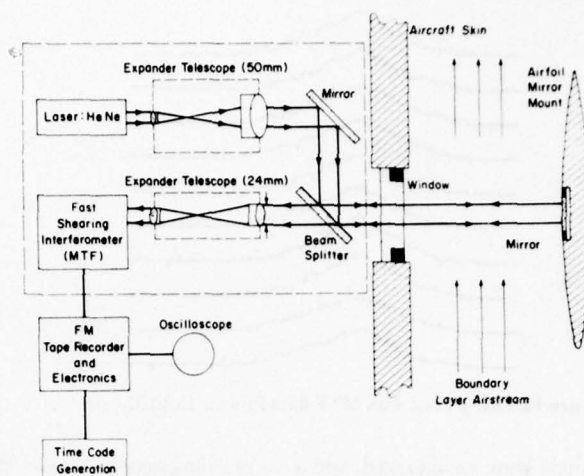 Aircraft Skin
Expander Telescope (50mm)
Mirror
Airfoil
Mirror
Mount
Laser: He Ne
Expander Telescope (24mm)
Window
Fast
Shearing
Interferometer
(MTF)
Beam
Splitter
Mirror
FM
Tape Recorder
and
Electronics
Oscilloscope
Boundary
Layer Airstream
Time Code
Generation